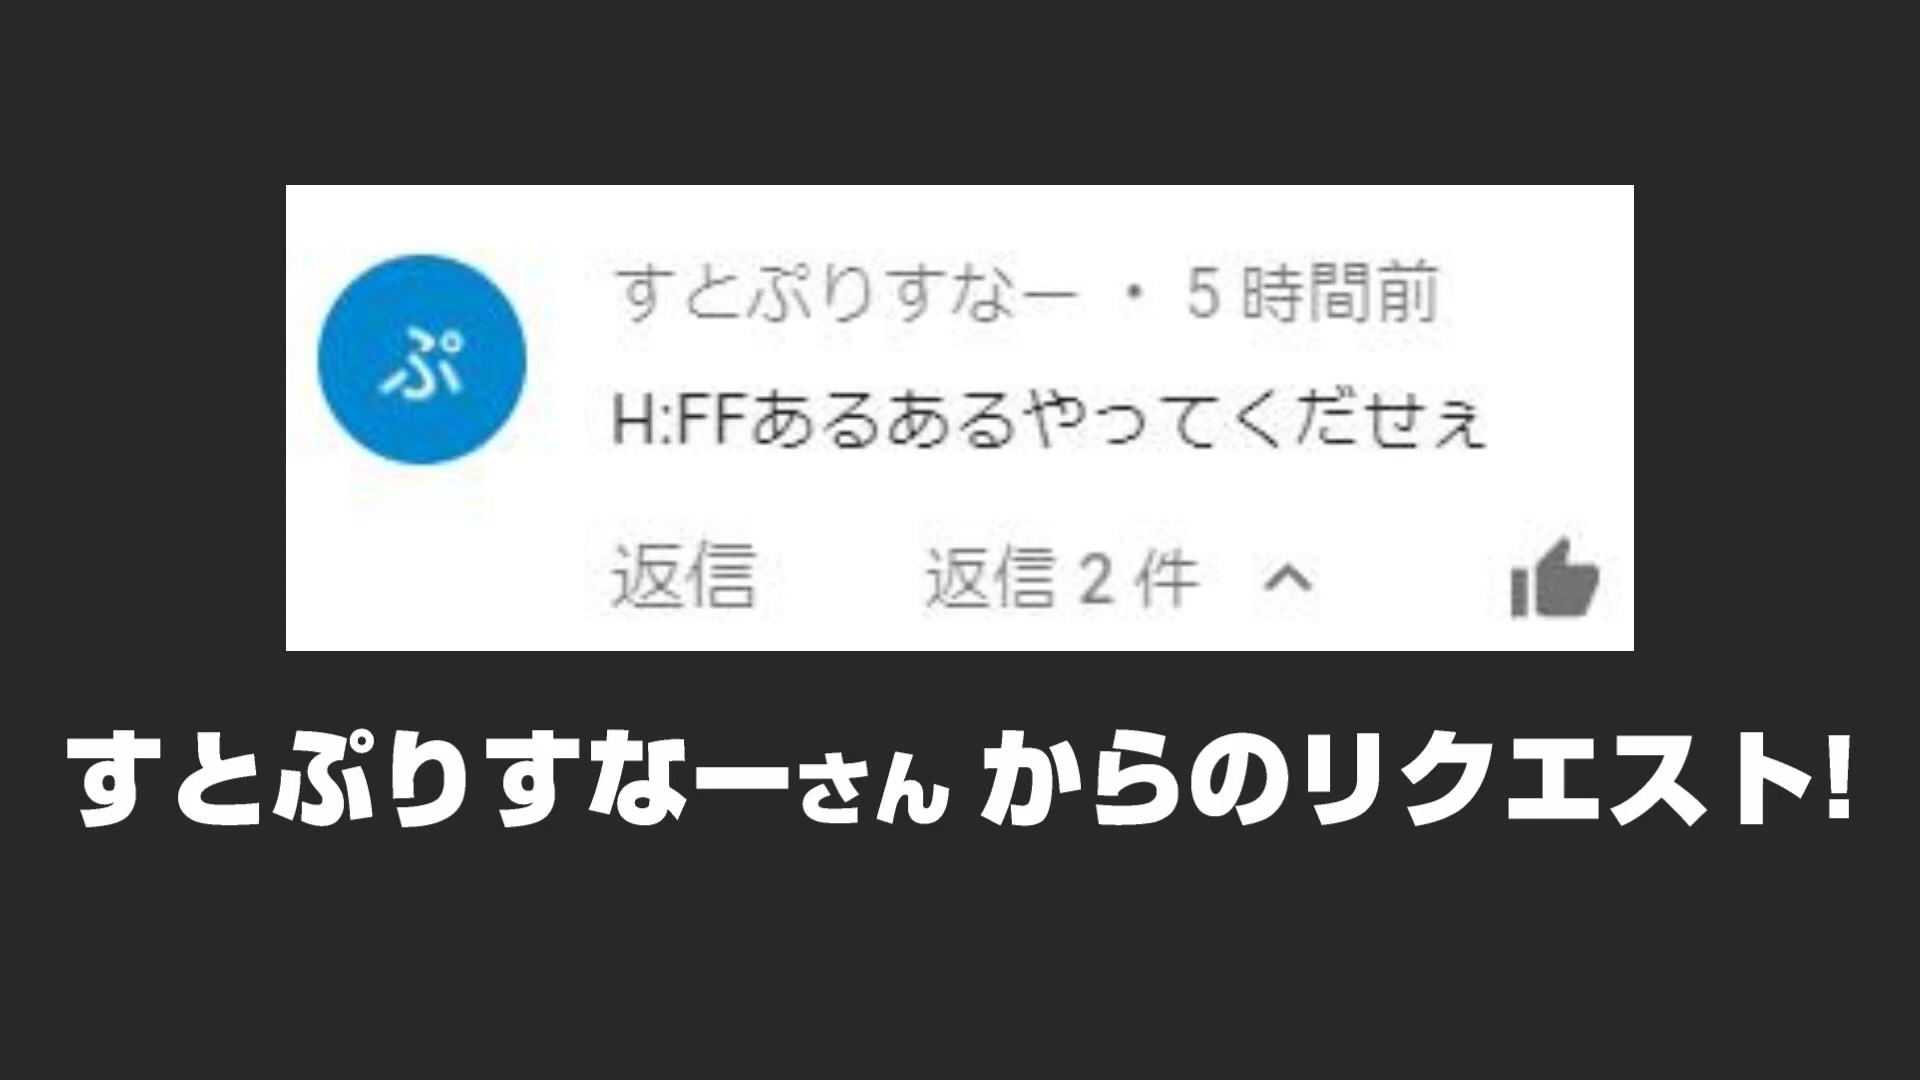 ぷ
すとぷりすなー・5 時間前
H:FFあるあるやってくだせぇ
返信 返信 2 件
すとぷりすなーさん からのリクエスト!